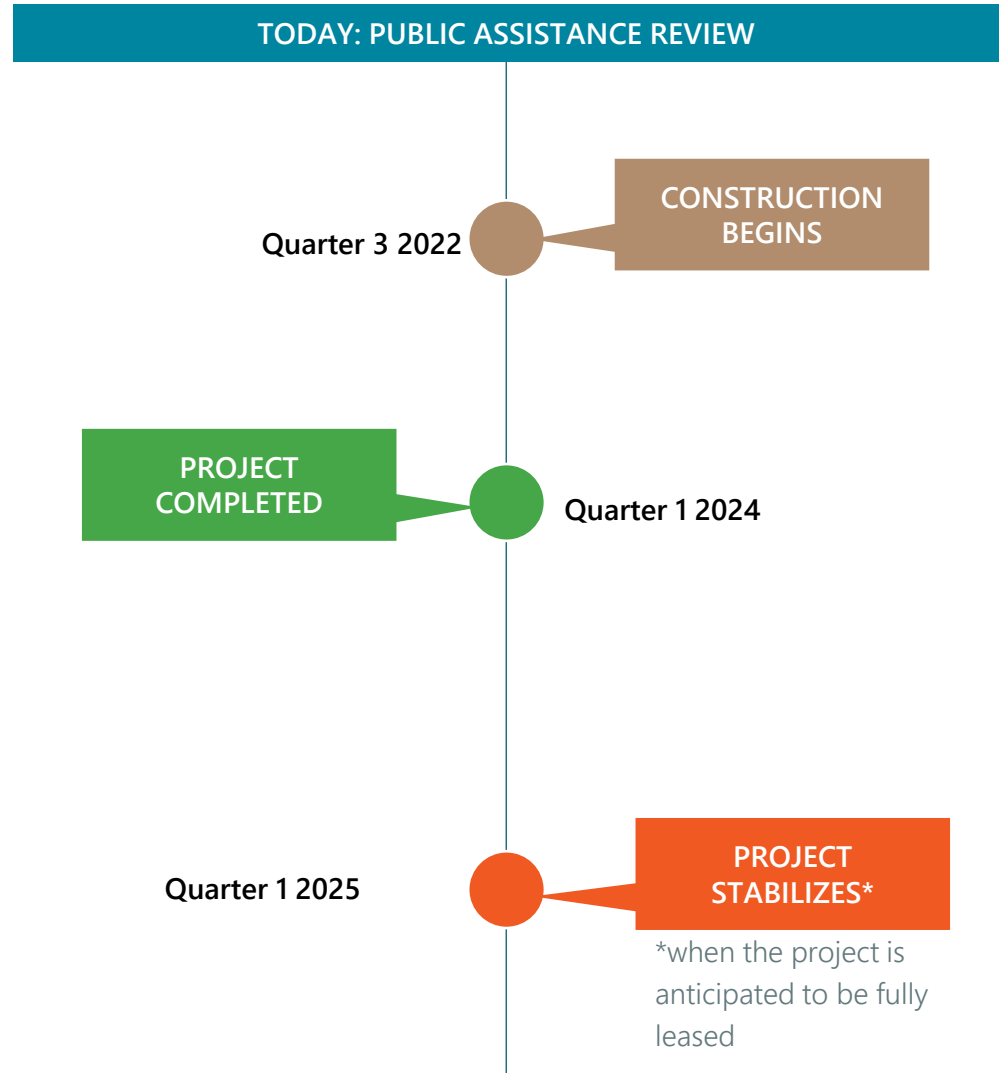 TODAY: PUBLIC ASSISTANCE REVIEW
CONSTRUCTION
BEGINS
Quarter 3 2022
PROJECT
COMPLETED
Quarter 1 2024
PROJECT
STABILIZES*
Quarter 1 2025
*when the project is
anticipated to be fully
leased